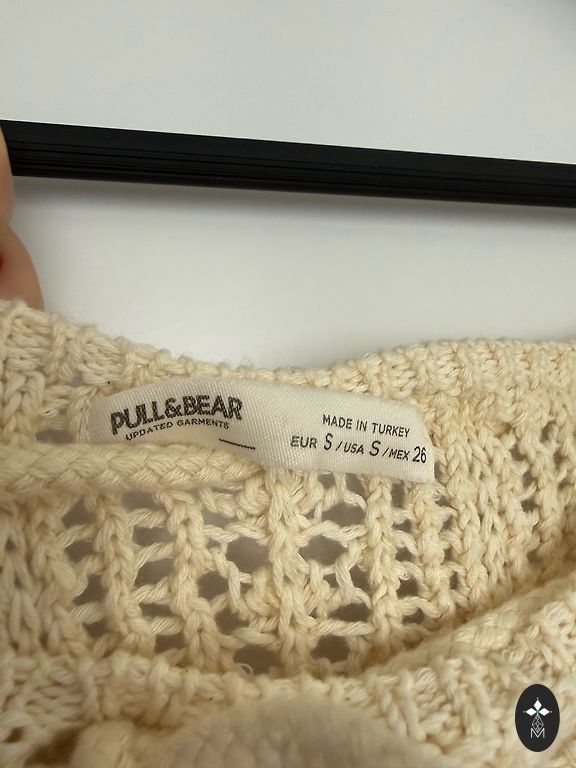 PULL&BEAR
UPDATED GARMENTS
MADE IN TURKEY
EUR S / USA S / MEX 26
M